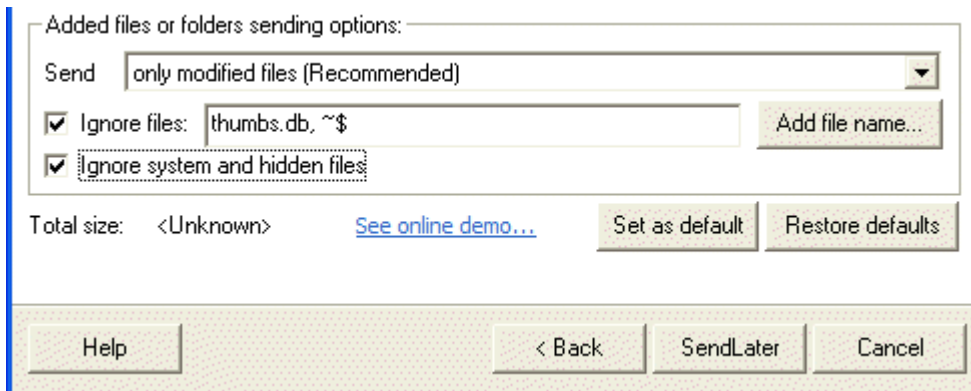 Added files or folders sending options:
Send only modified files (Recommended)
Ignore files: thumbs.db, ~$ Add file name...
Ignore system and hidden files
Total size: <Unknown> See online demo... Set as default Restore defaults
Help < Back SendLater Cancel